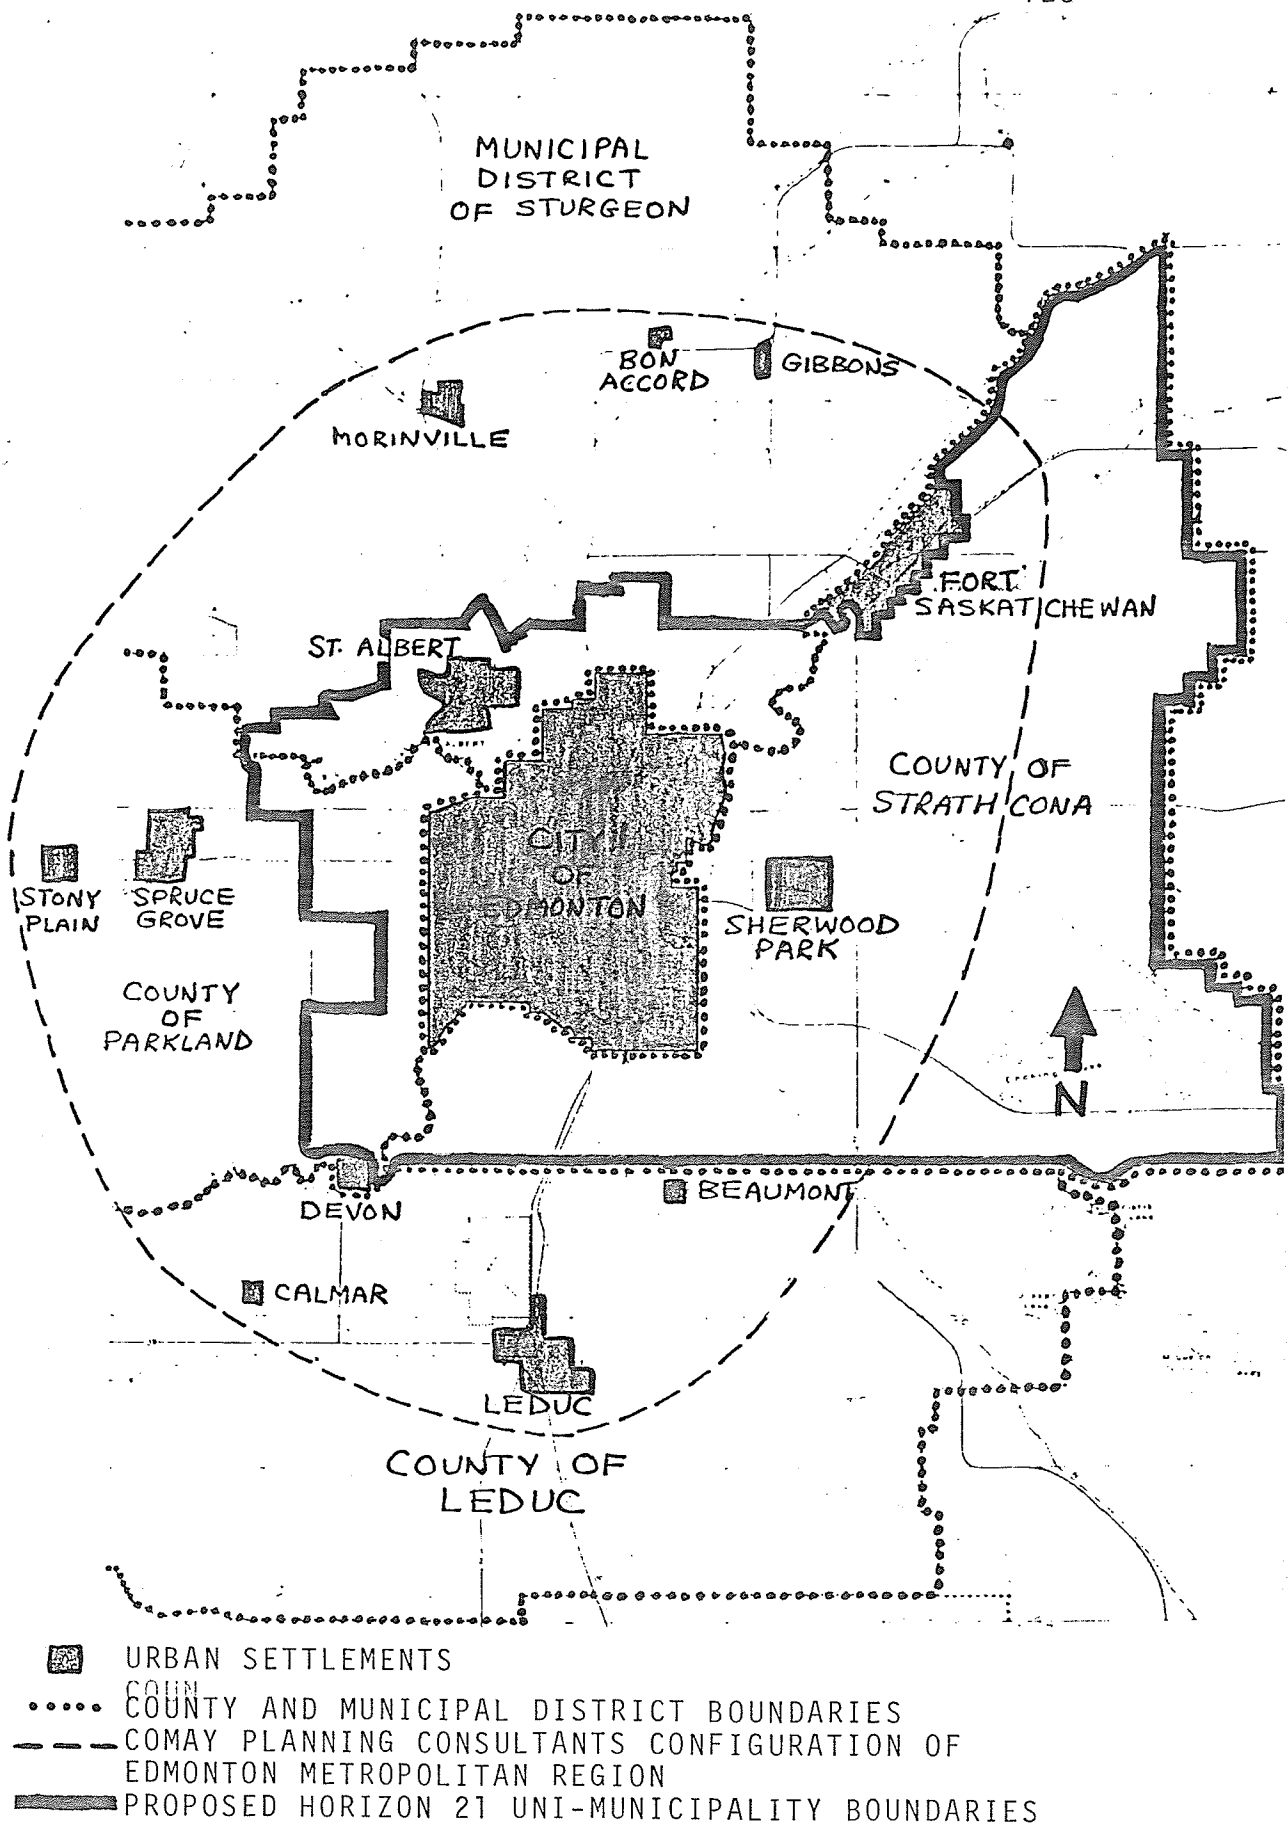 MUNICIPAL
DISTRICT
OF STURGEON
BON
ACCORD
GIBBONS
MORINVILLE
FORT
SASKATCHEWAN
ST. ALBERT
COUNTY OF
STRATHCONA
CITY
OF
EDMONTON
STONY
PLAIN
SPRUCE
GROVE
SHERWOOD
PARK
COUNTY
OF
PARKLAND
N
DEVON
BEAUMONT
CALMAR
LEDUC
COUNTY OF
LEDUC
URBAN SETTLEMENTS
COUN
COUNTY AND MUNICIPAL DISTRICT BOUNDARIES
COMAY PLANNING CONSULTANTS CONFIGURATION OF
EDMONTON METROPOLITAN REGION
PROPOSED HORIZON 21 UNI-MUNICIPALITY BOUNDARIES